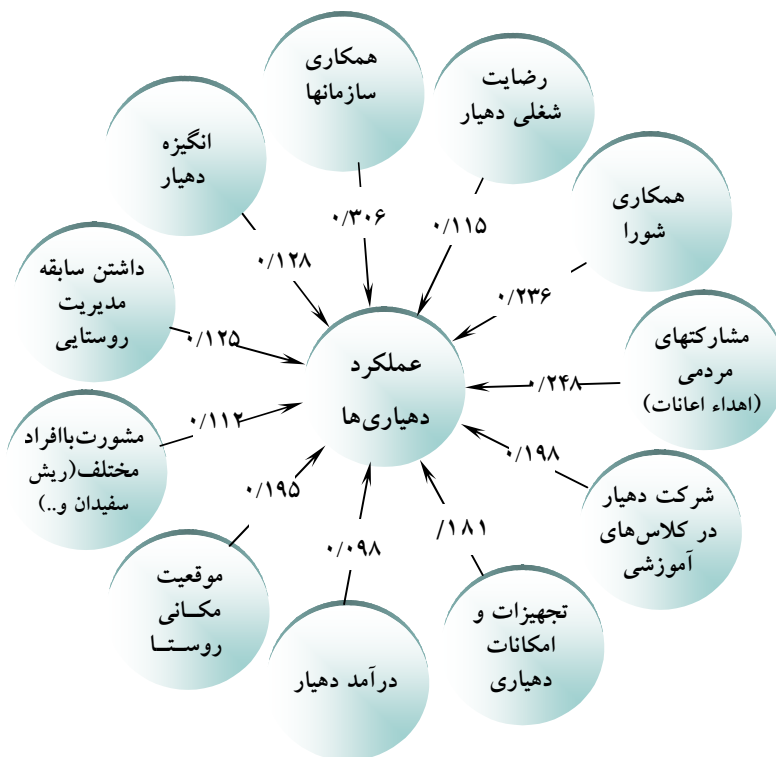 همکاری
سازمانها
۰/۳۰۶
رضایت
شغلی دهیار
۰/۱۱۵
همکاری
شورا
۰/۲۳۶
مشارکتهای
مردمی
(اهداء اعانات)
۰/۲۴۸
شرکت دهیار
در کلاس‌های
آموزشی
۰/۱۹۸
تجهیزات و
امکانات
دهیاری
/۱۸۱
درآمد دهیار
۰/۰۹۸
موقعیت
مکـــانی
روســتــا
۰/۱۹۵
مشورت‌باافراد
مختلف(ریش
سفیدان و..)
۰/۱۱۲
داشتن سابقه
مدیریت
روستایی
۰/۱۲۵
انگیزه
دهیار
۰/۱۲۸
عملکرد
دهیاری‌ها